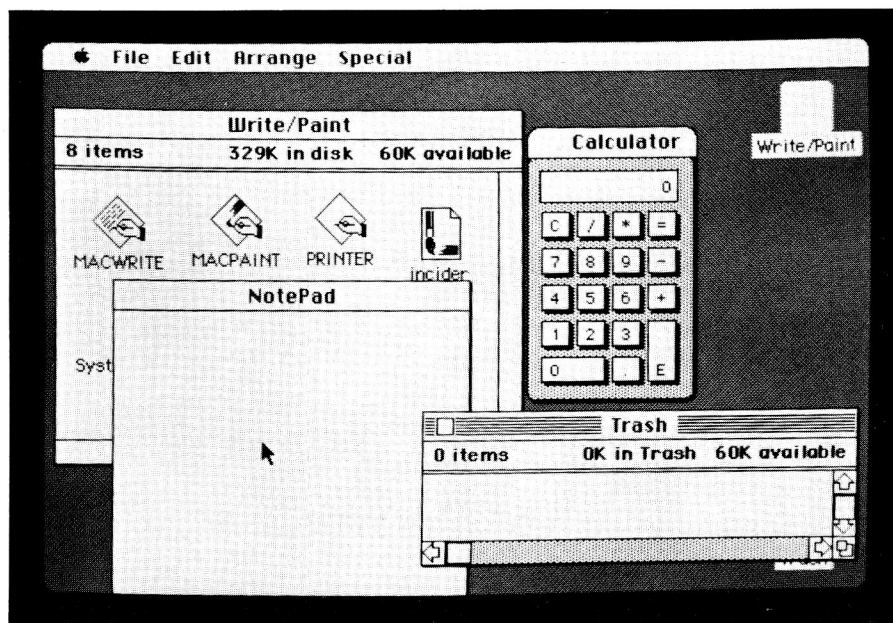 File Edit Arrange Special
Write/Paint
8 items 329K in disk 60K available
MACWRITE MACPAINT PRINTER incider
Syst
NotePad
Calculator
0
C / * =
7 8 9 -
4 5 6 +
1 2 3
0 . E
Write/Paint
Trash
0 items 0K in Trash 60K available